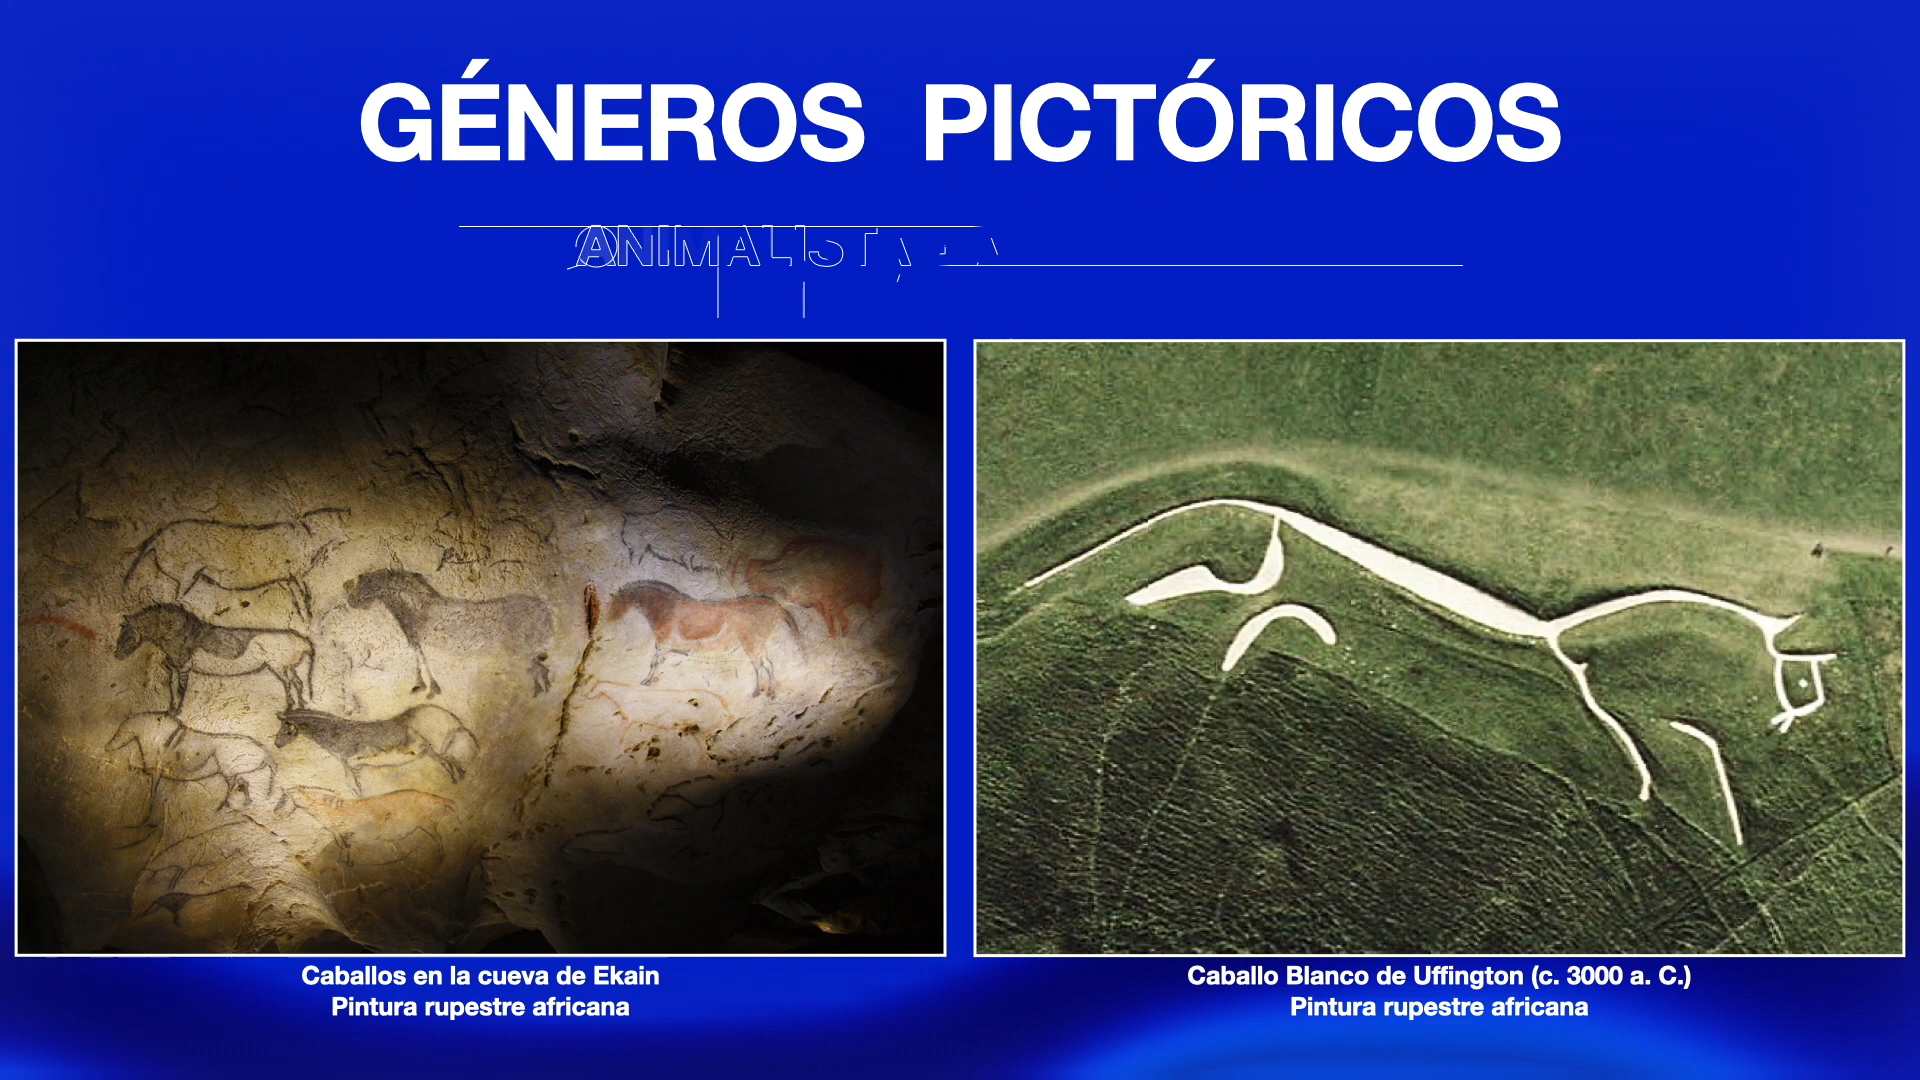 GÉNEROS PICTÓRICOS
ANIMALISTA
Caballos en la cueva de Ekain
Pintura rupestre africana
Caballo Blanco de Uffington (c. 3000 a. C.)
Pintura rupestre africana